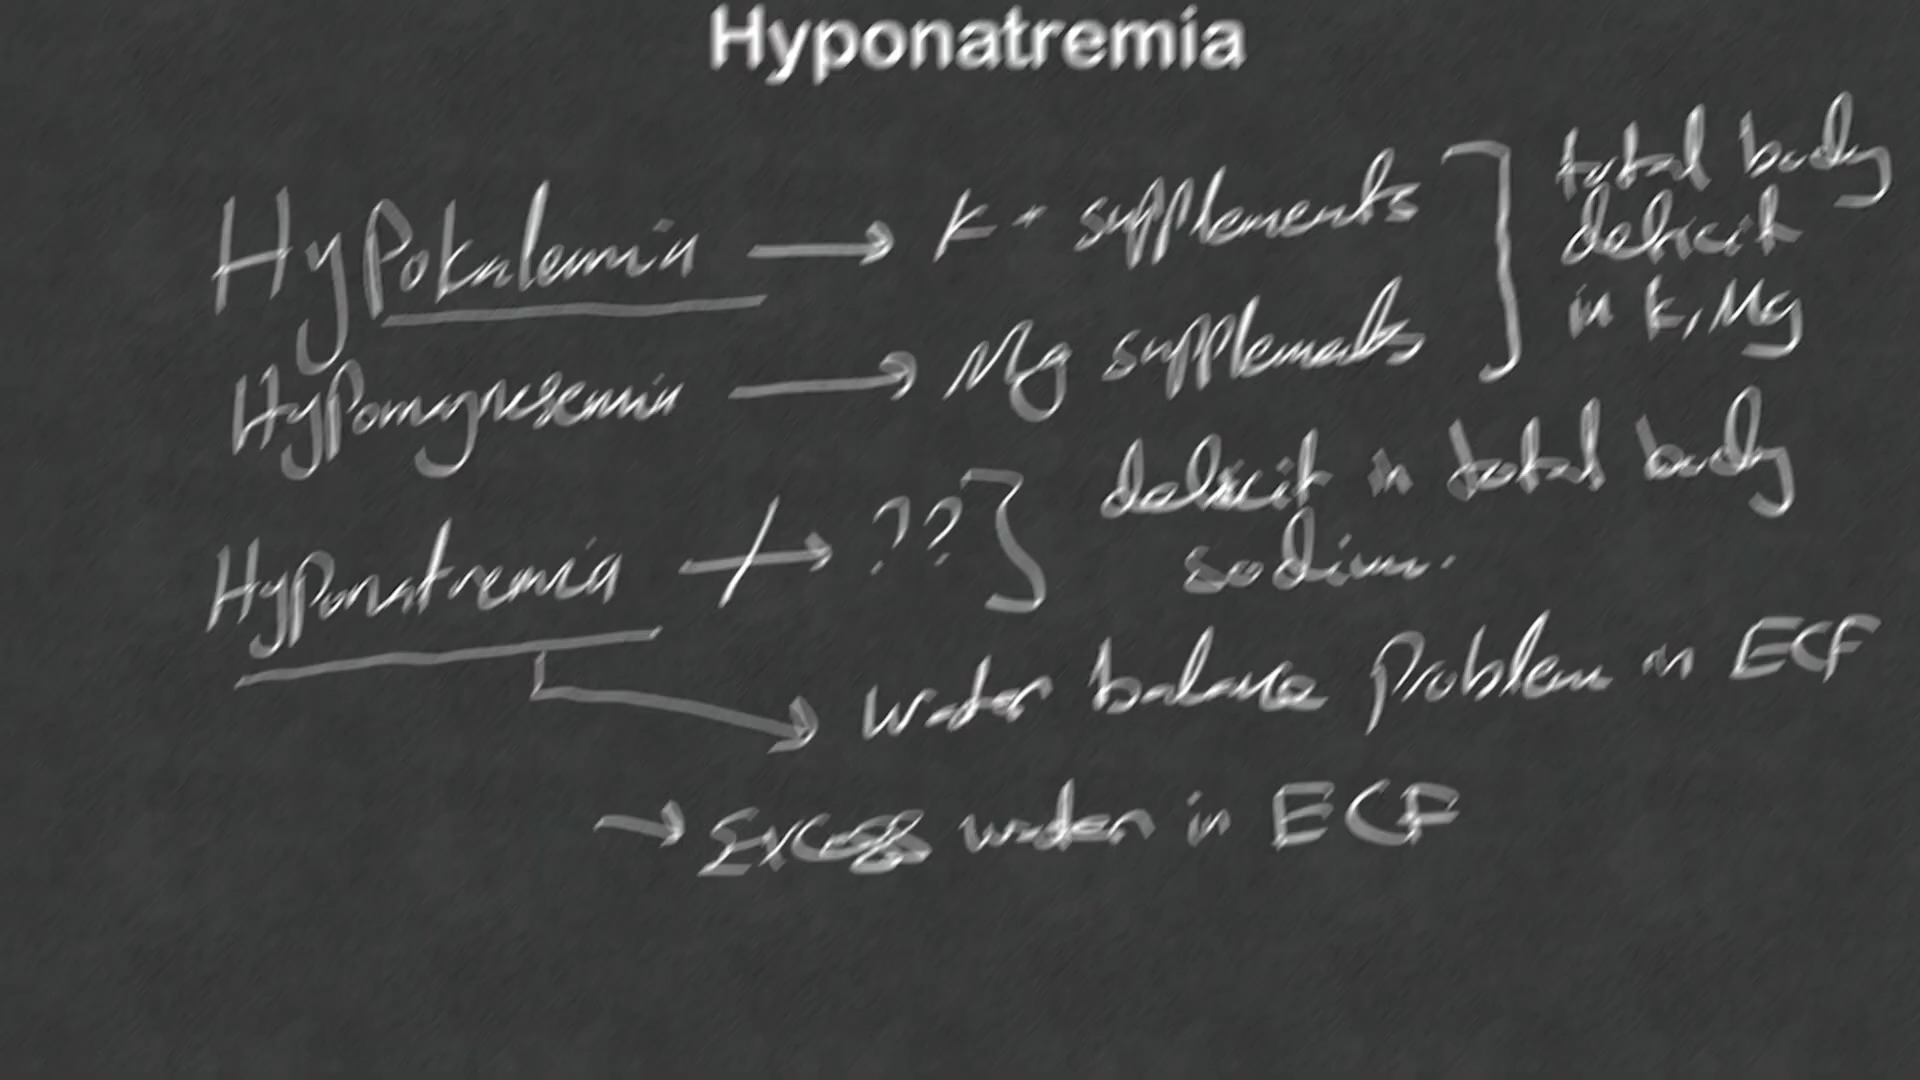 Hyponatremia
Hypokalemia → K+ supplements ] total body
deficit
in K, Mg
Hypomgnesemia → Mg supplements
Hyponatremia → ?? } deficit in total body
sodium.
→ water balance problem in ECF
→ Excess water in ECF